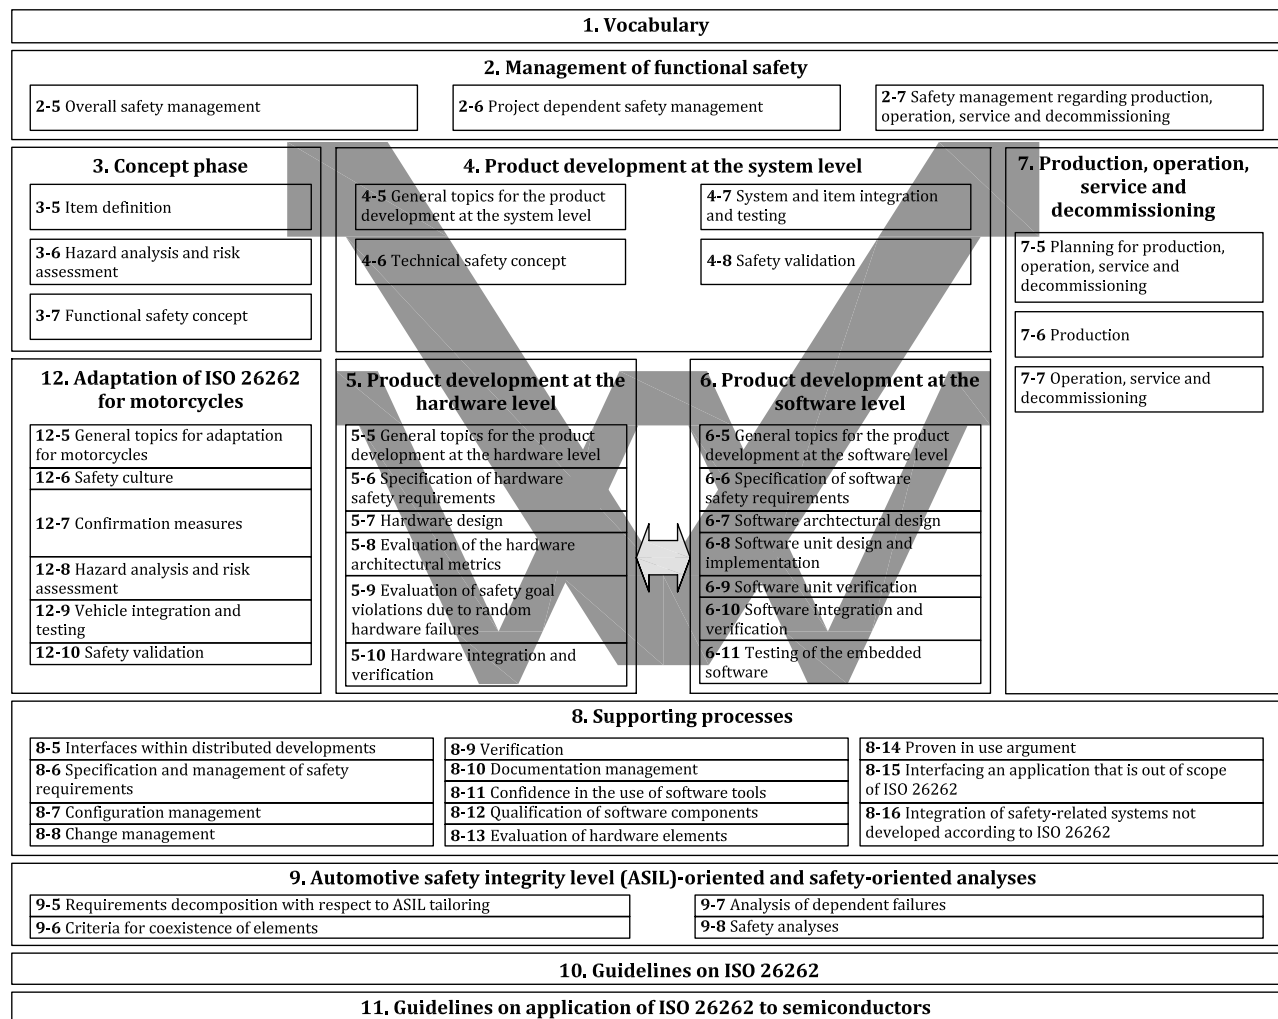 1. Vocabulary
2. Management of functional safety
2-5 Overall safety management
2-6 Project dependent safety management
2-7 Safety management regarding production,
operation, service and decommissioning
3. Concept phase
3-5 Item definition
3-6 Hazard analysis and risk
assessment
3-7 Functional safety concept
4. Product development at the system level
4-5 General topics for the product
development at the system level
4-6 Technical safety concept
4-7 System and item integration
and testing
4-8 Safety validation
7. Production, operation,
service and
decommissioning
7-5 Planning for production,
operation, service and
decommissioning
7-6 Production
7-7 Operation, service and
decommissioning
12. Adaptation of ISO 26262
for motorcycles
12-5 General topics for adaptation
for motorcycles
12-6 Safety culture
12-7 Confirmation measures
12-8 Hazard analysis and risk
assessment
12-9 Vehicle integration and
testing
12-10 Safety validation
5. Product development at the
hardware level
5-5 General topics for the product
development at the hardware level
5-6 Specification of hardware
safety requirements
5-7 Hardware design
5-8 Evaluation of the hardware
architectural metrics
5-9 Evaluation of safety goal
violations due to random
hardware failures
5-10 Hardware integration and
verification
6. Product development at the
software level
6-5 General topics for the product
development at the software level
6-6 Specification of software
safety requirements
6-7 Software archtectural design
6-8 Software unit design and
implementation
6-9 Software unit verification
6-10 Software integration and
verification
6-11 Testing of the embedded
software
8. Supporting processes
8-5 Interfaces within distributed developments
8-6 Specification and management of safety
requirements
8-7 Configuration management
8-8 Change management
8-9 Verification
8-10 Documentation management
8-11 Confidence in the use of software tools
8-12 Qualification of software components
8-13 Evaluation of hardware elements
8-14 Proven in use argument
8-15 Interfacing an application that is out of scope
of ISO 26262
8-16 Integration of safety-related systems not
developed according to ISO 26262
9. Automotive safety integrity level (ASIL)-oriented and safety-oriented analyses
9-5 Requirements decomposition with respect to ASIL tailoring
9-6 Criteria for coexistence of elements
9-7 Analysis of dependent failures
9-8 Safety analyses
10. Guidelines on ISO 26262
11. Guidelines on application of ISO 26262 to semiconductors